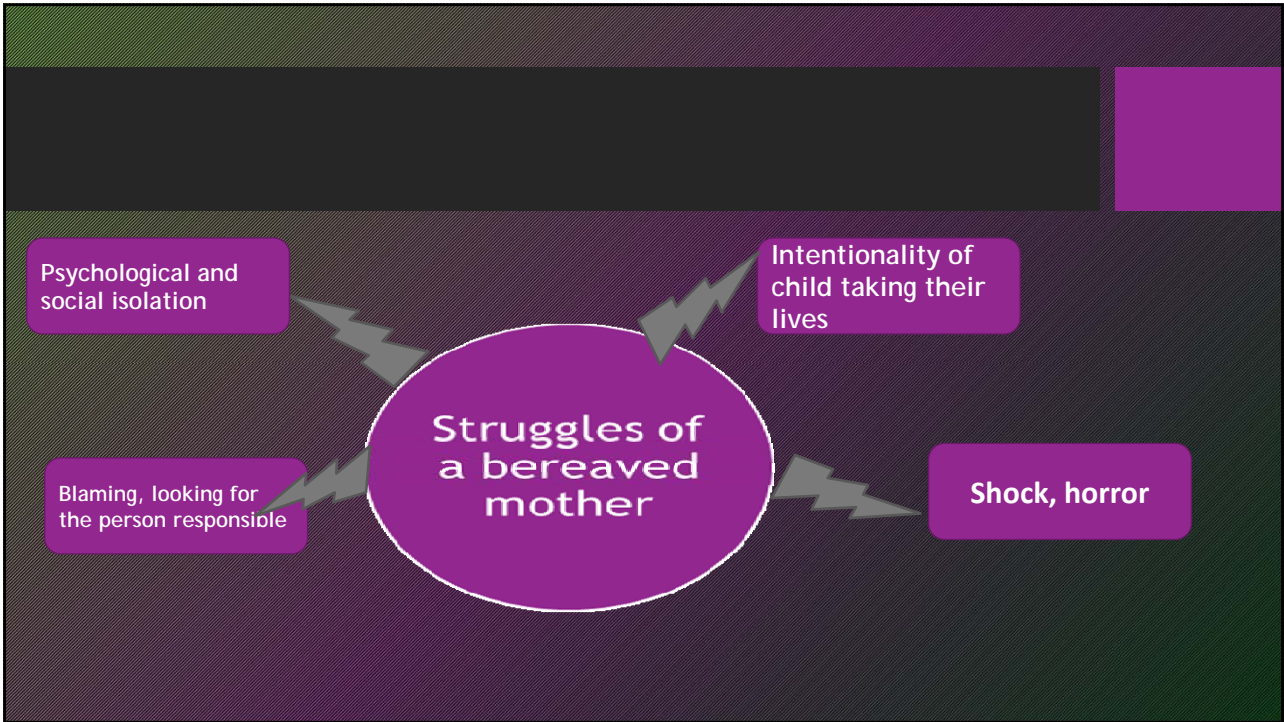 Psychological and
social isolation
Intentionality of
child taking their
lives
Struggles of
a bereaved
mother
Blaming, looking for
the person responsible
Shock, horror